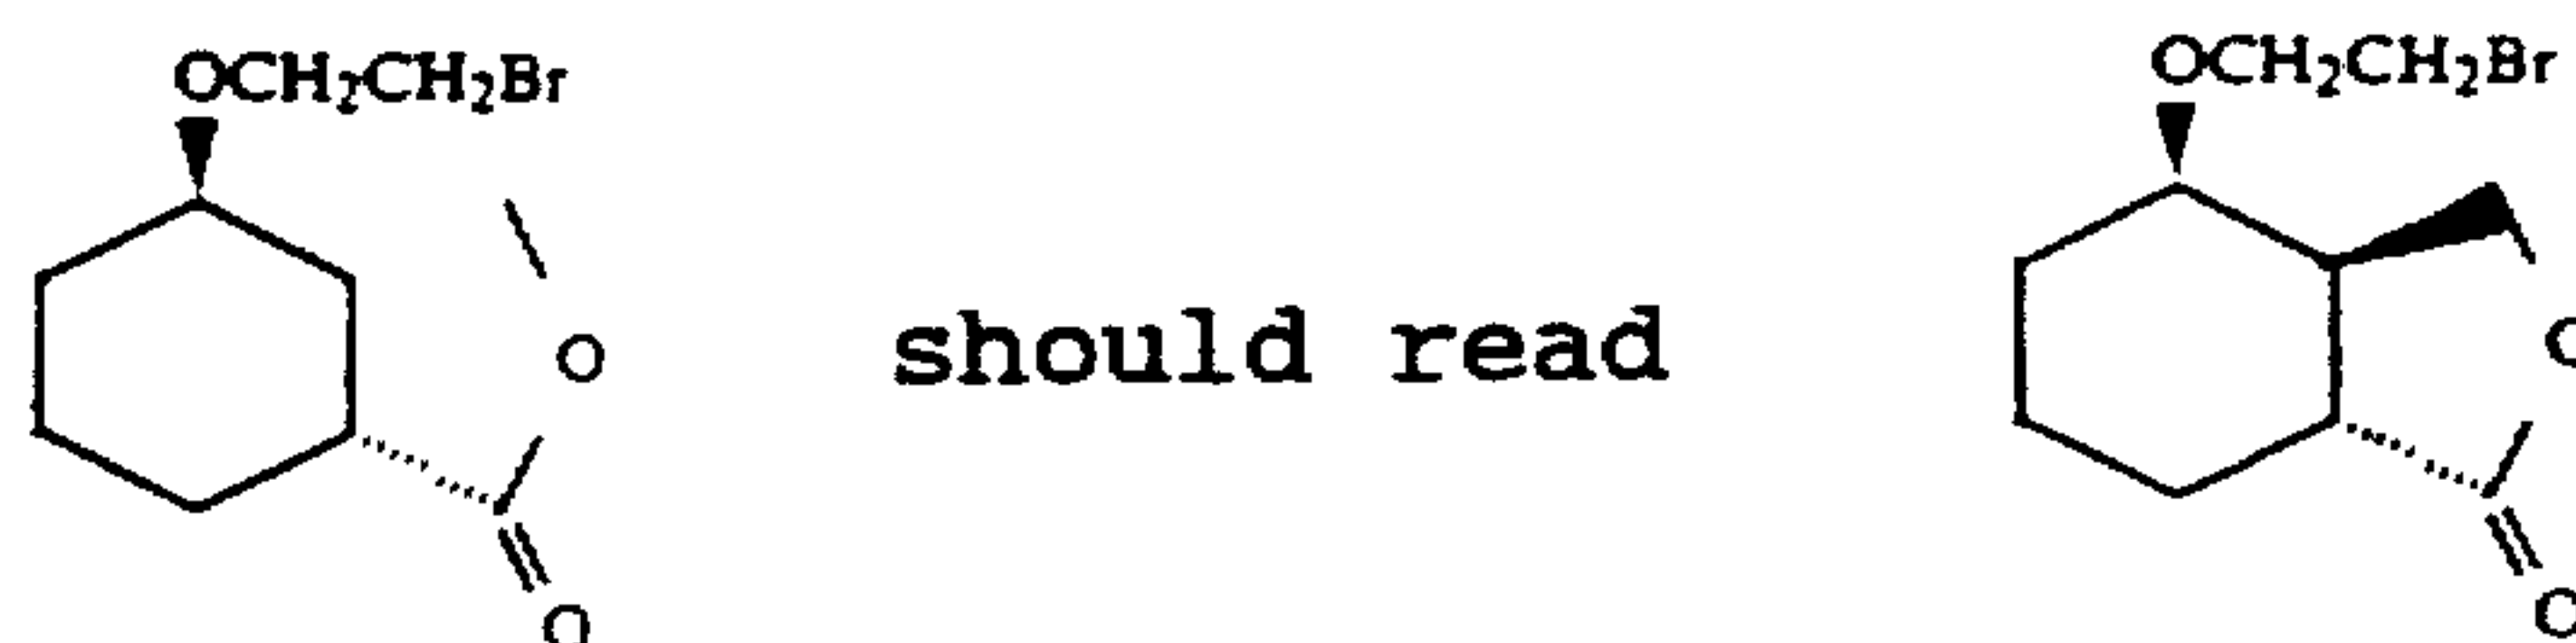 OCH₂CH₂Br OCH₂CH₂Br
O should read O
O O